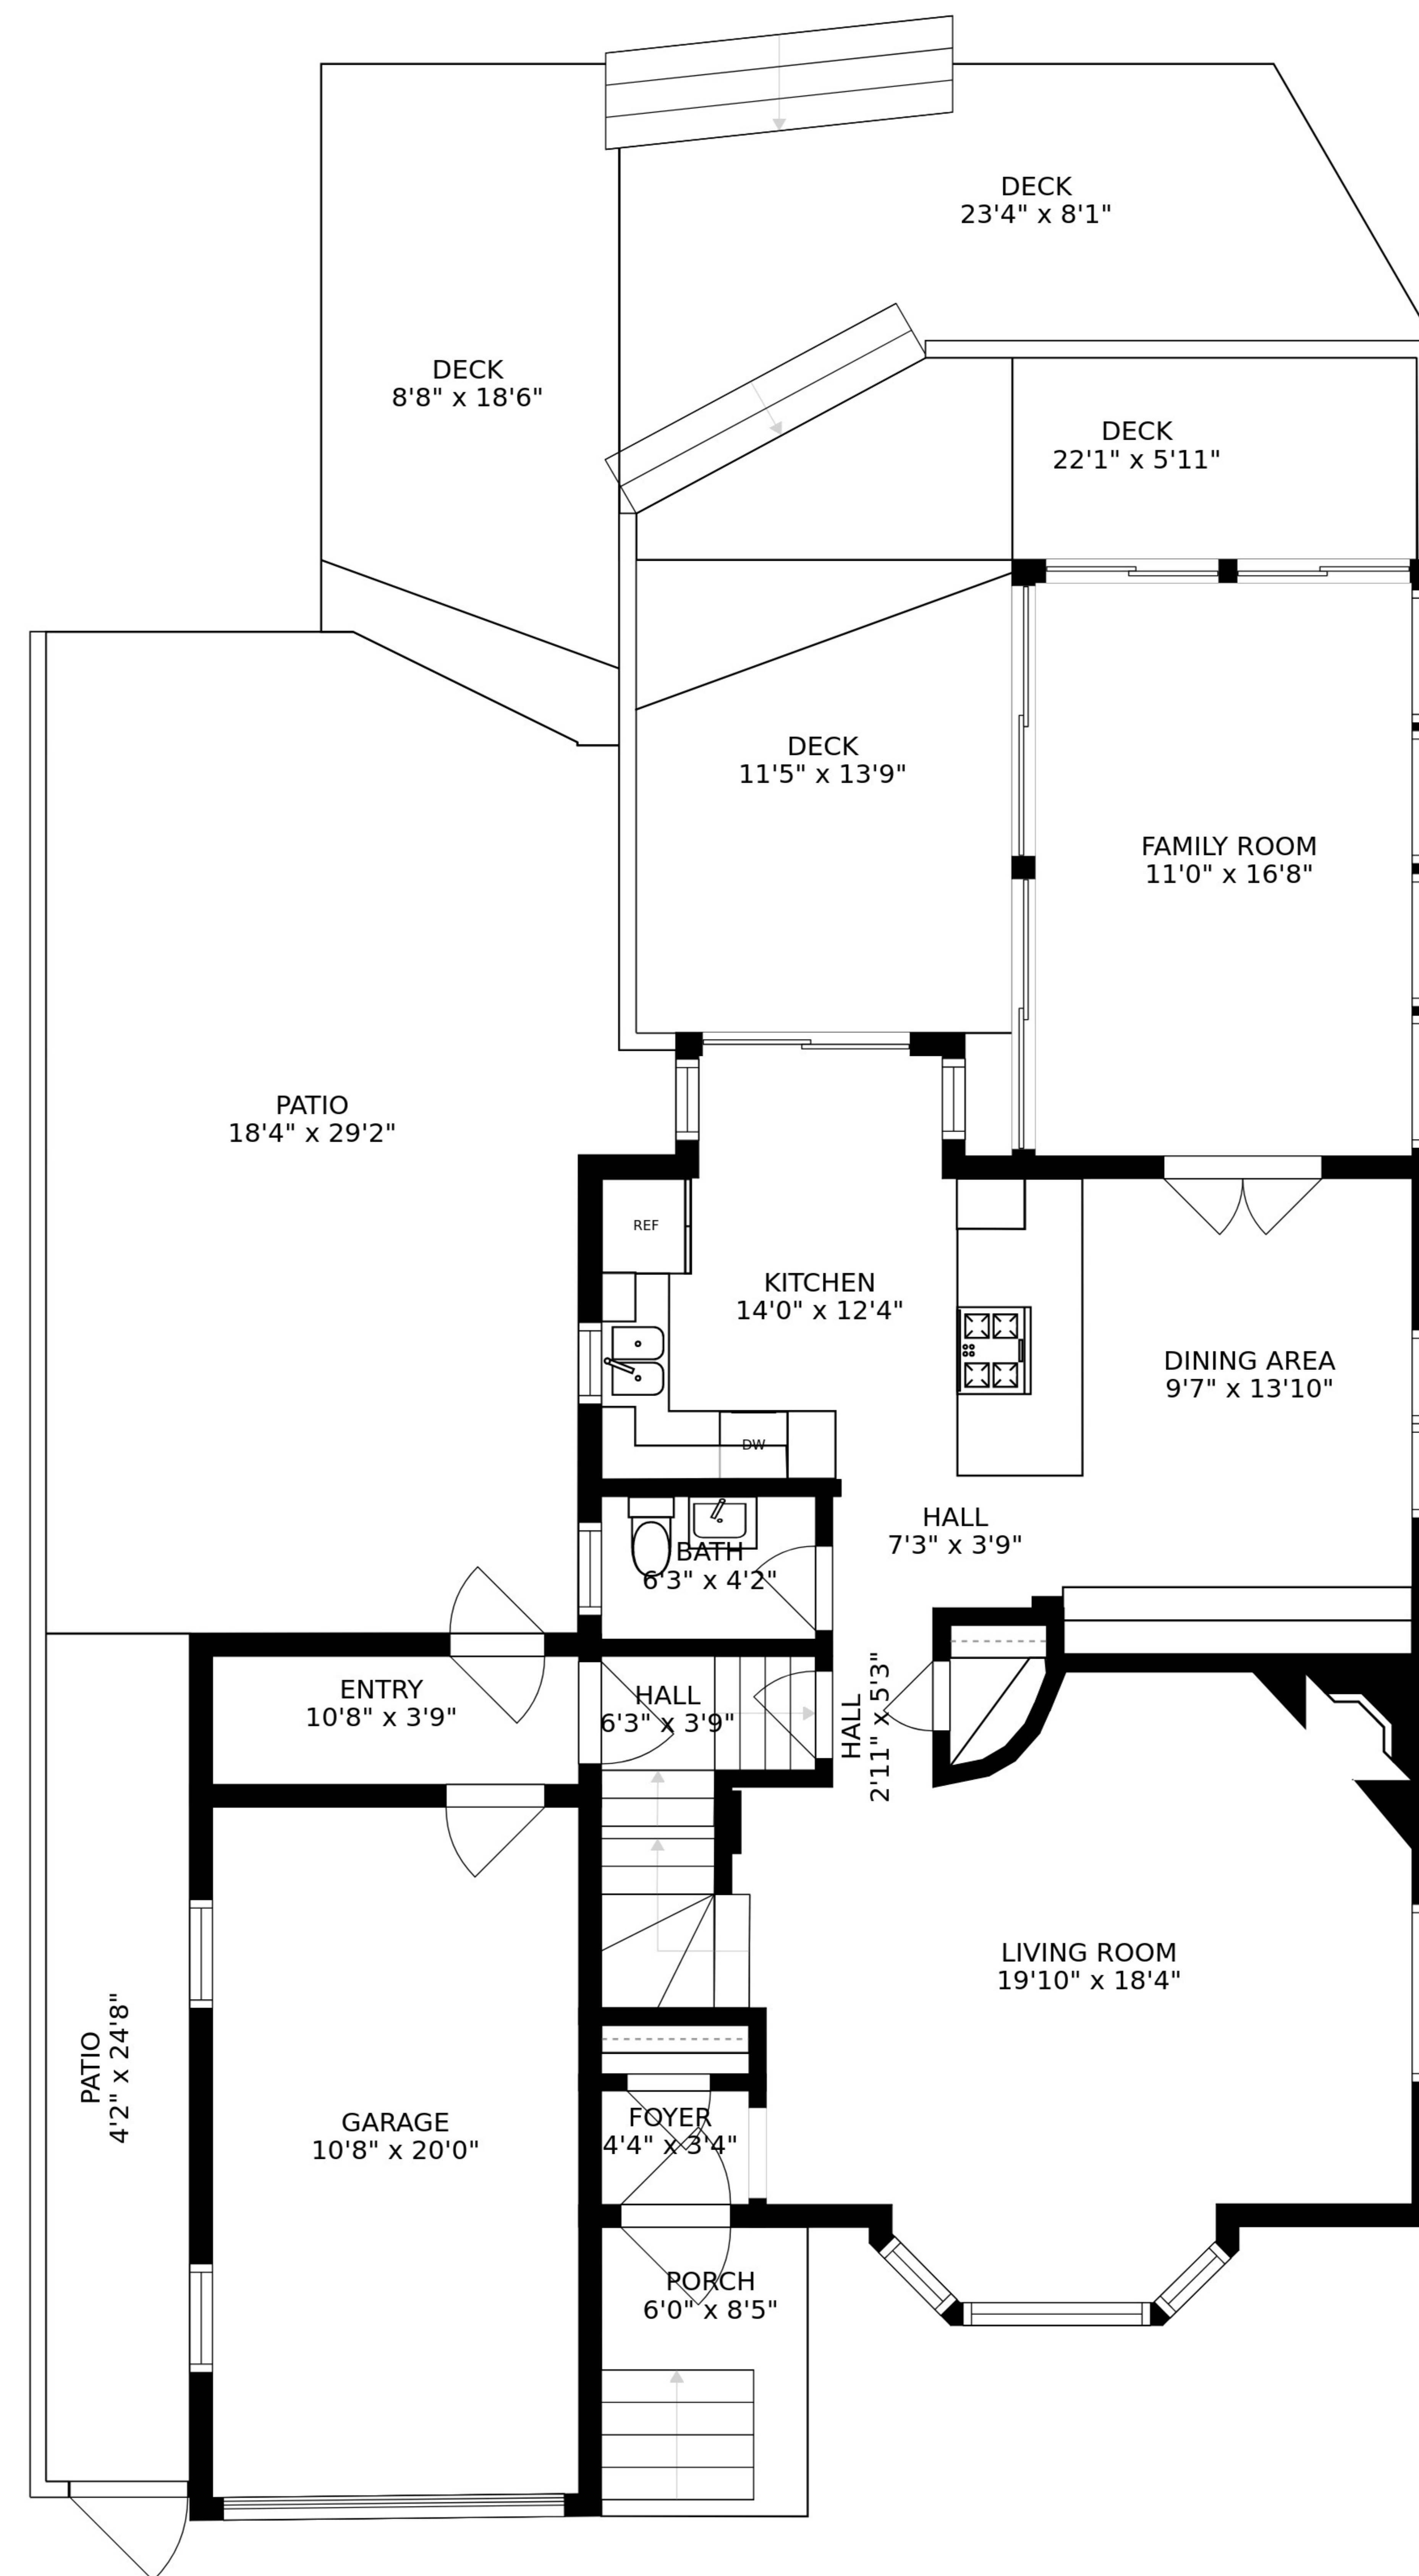 DECK
23'4" x 8'1"
DECK
8'8" x 18'6"
DECK
22'1" x 5'11"
DECK
11'5" x 13'9"
FAMILY ROOM
11'0" x 16'8"
PATIO
18'4" x 29'2"
REF
KITCHEN
14'0" x 12'4"
DINING AREA
9'7" x 13'10"
DW
HALL
7'3" x 3'9"
BATH
6'3" x 4'2"
ENTRY
10'8" x 3'9"
HALL
6'3" x 3'9"
HALL
2'11" x 5'3"
LIVING ROOM
19'10" x 18'4"
PATIO
4'2" x 24'8"
GARAGE
10'8" x 20'0"
FOYER
4'4" x 3'4"
PORCH
6'0" x 8'5"